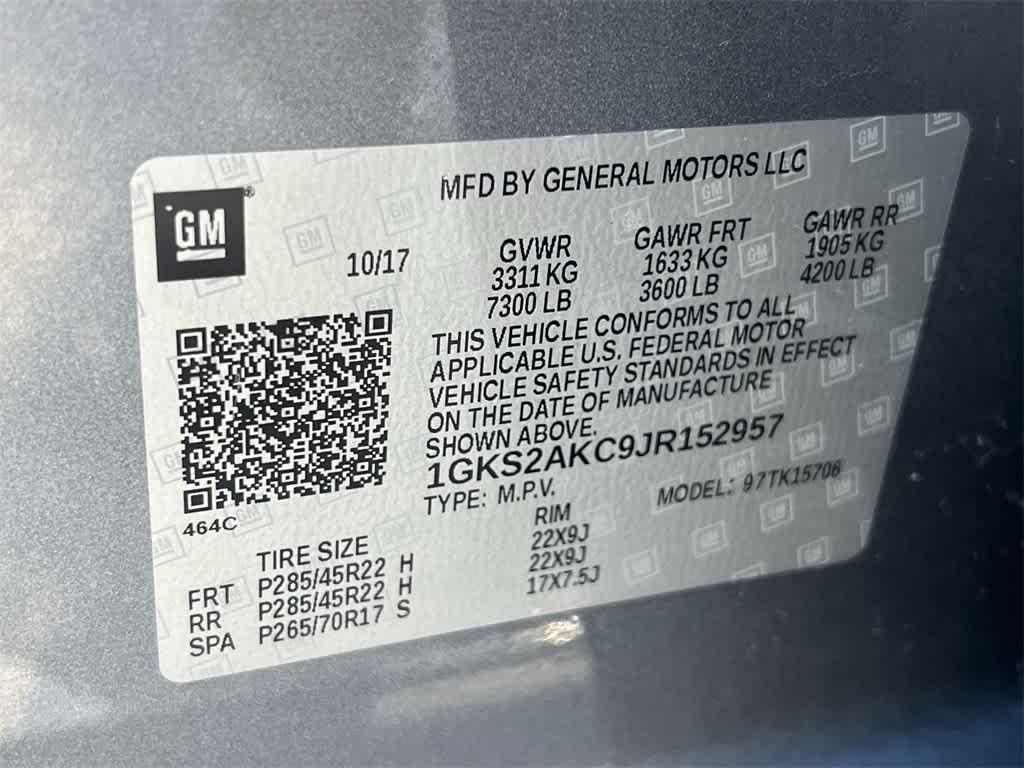 MFD BY GENERAL MOTORS LLC
GM®
10/17
GVWR GAWR FRT GAWR RR
3311 KG 1633 KG 1905 KG
7300 LB 3600 LB 4200 LB
THIS VEHICLE CONFORMS TO ALL
APPLICABLE U.S. FEDERAL MOTOR
VEHICLE SAFETY STANDARDS IN EFFECT
ON THE DATE OF MANUFACTURE
SHOWN ABOVE.
1GKS2AKC9JR152957
TYPE: M.P.V. MODEL: 97TK15706
464C
TIRE SIZE RIM
FRT P285/45R22 H 22X9J
RR P285/45R22 H 22X9J
SPA P265/70R17 S 17X7.5J